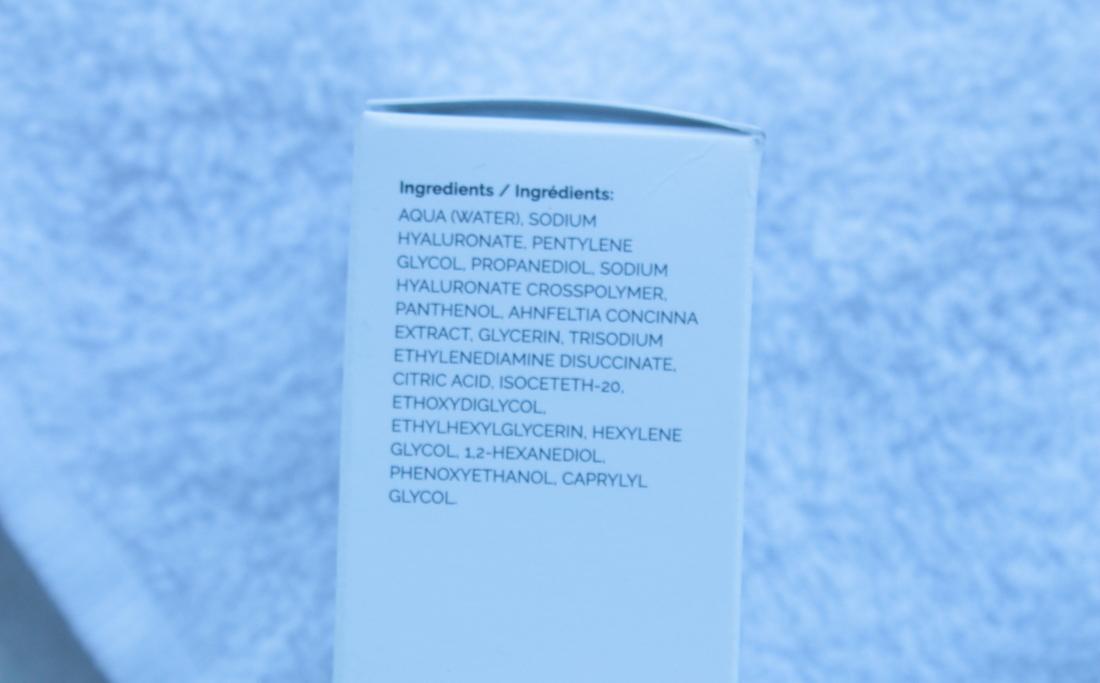 Ingredients / Ingrédients:
AQUA (WATER), SODIUM
HYALURONATE, PENTYLENE
GLYCOL, PROPANEDIOL, SODIUM
HYALURONATE CROSSPOLYMER,
PANTHENOL, AHNFELTIA CONCINNA
EXTRACT, GLYCERIN, TRISODIUM
ETHYLENEDIAMINE DISUCCINATE,
CITRIC ACID, ISOCETETH-20,
ETHOXYDIGLYCOL,
ETHYLHEXYLGLYCERIN, HEXYLENE
GLYCOL, 1,2-HEXANEDIOL,
PHENOXYETHANOL, CAPRYLYL
GLYCOL.